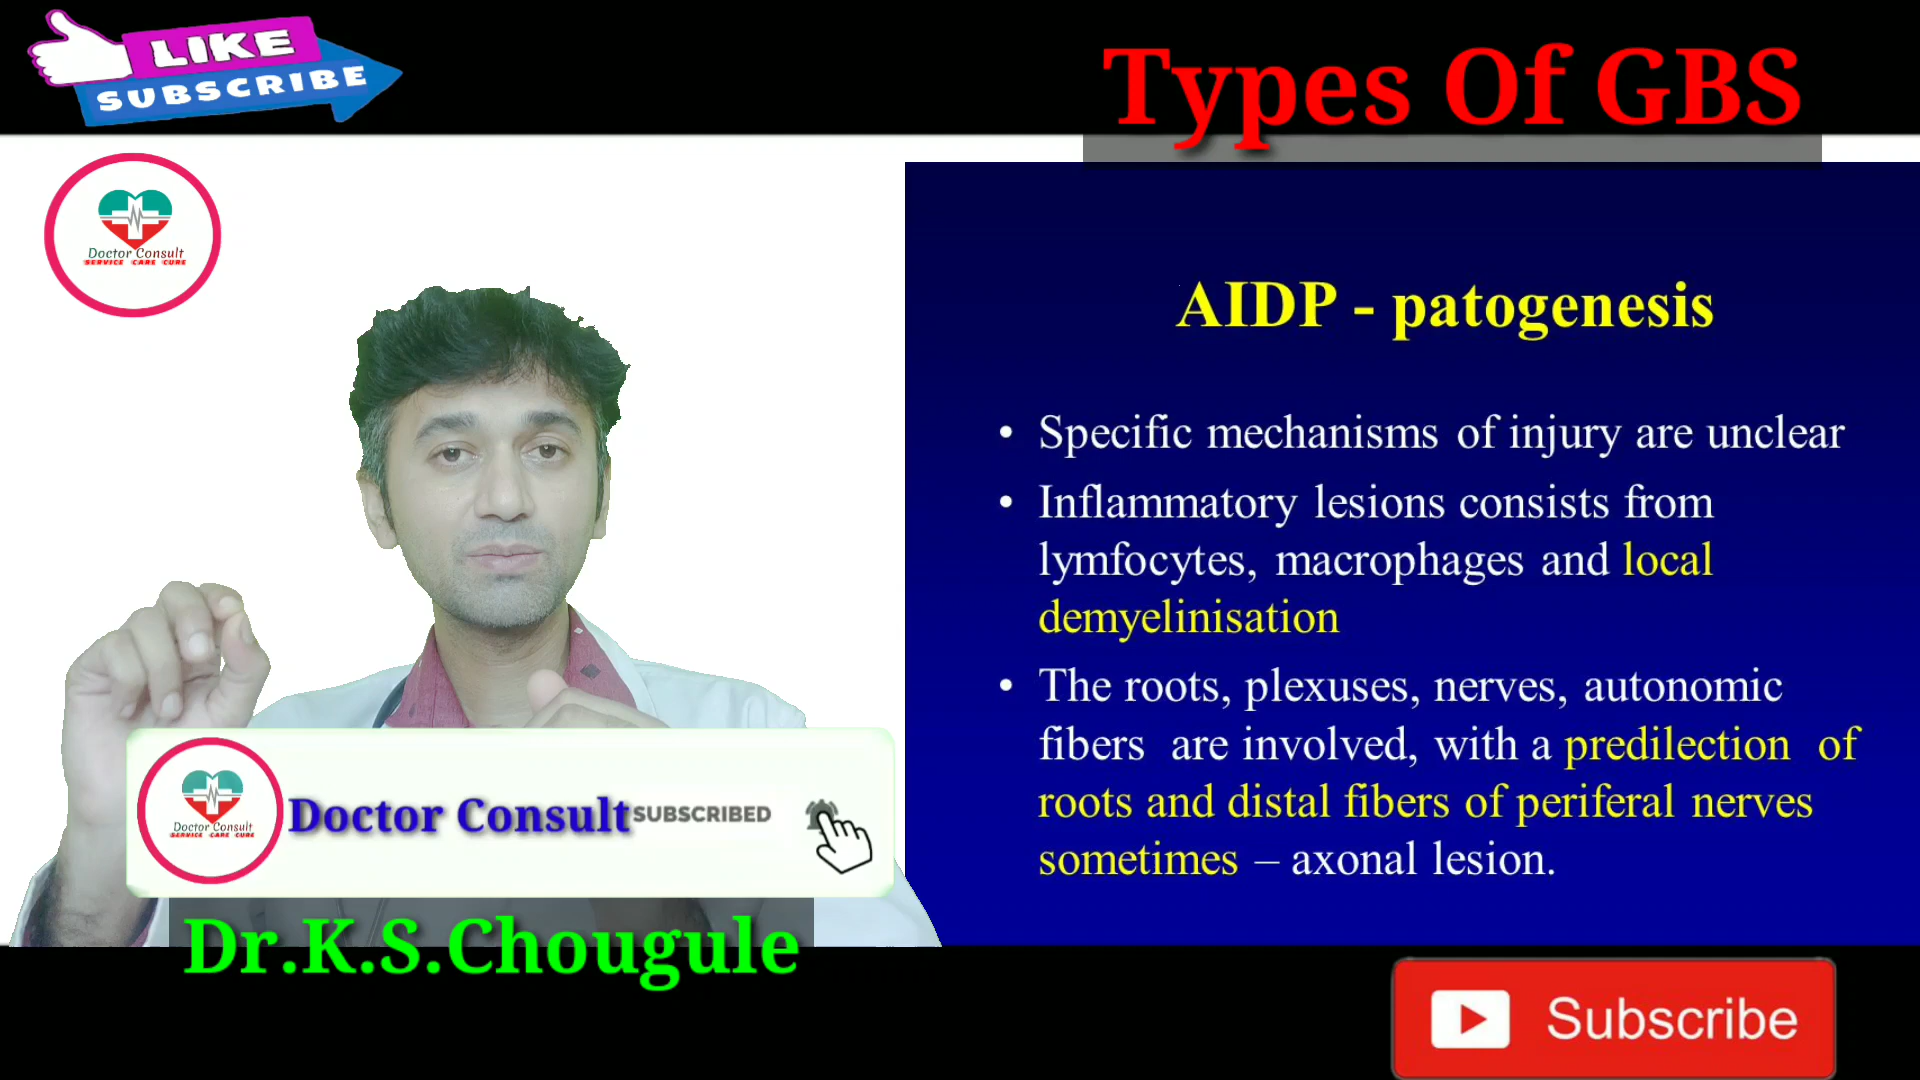 LIKE
SUBSCRIBE
Types Of GBS
Doctor Consult
SERVICE CARE CURE
AIDP - patogenesis
• Specific mechanisms of injury are unclear
• Inflammatory lesions consists from
lymfocytes, macrophages and local
demyelinisation
• The roots, plexuses, nerves, autonomic
fibers are involved, with a predilection of
roots and distal fibers of periferal nerves
sometimes – axonal lesion.
Doctor Consult
SERVICE CARE CURE
Doctor Consult SUBSCRIBED
Dr.K.S.Chougule
Subscribe